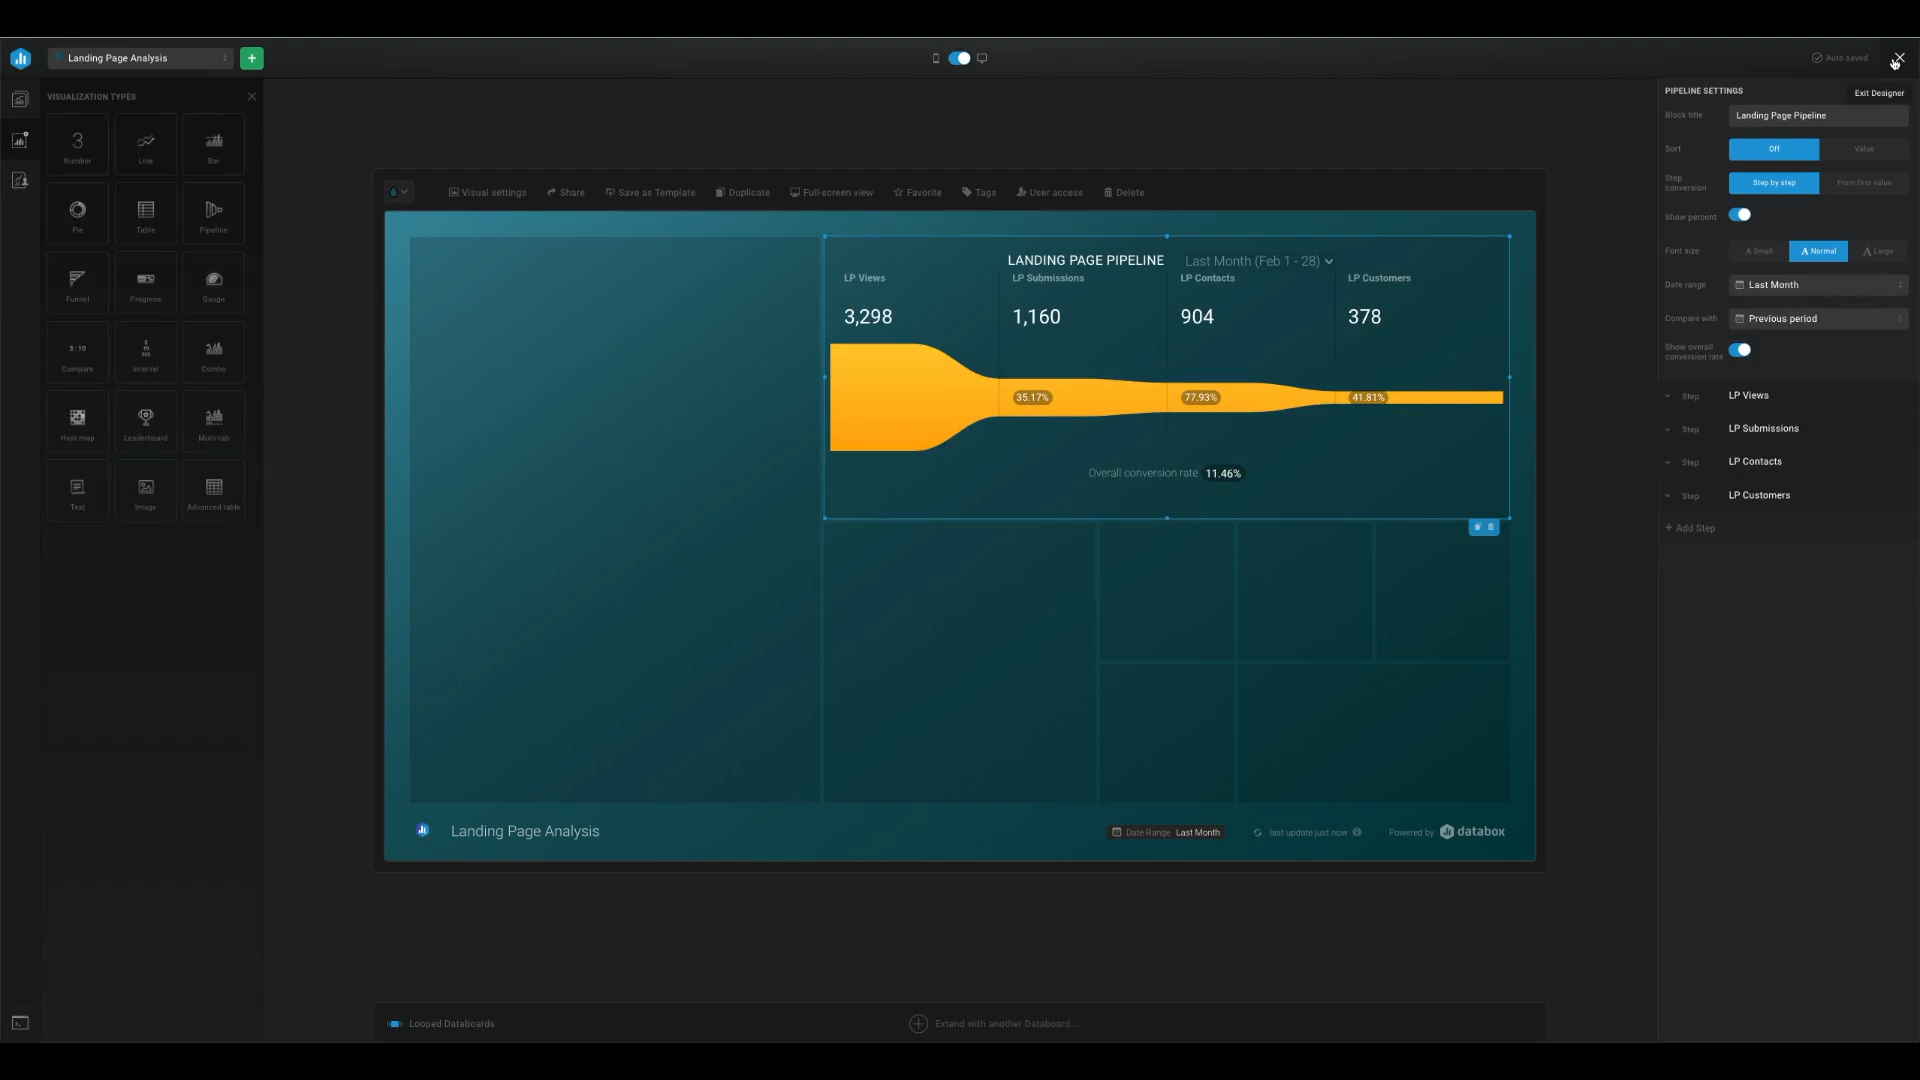 Landing Page Analysis
+
Auto saved
VISUALIZATION TYPES
3
Number
Line
Bar
Pie
Table
Pipeline
Funnel
Progress
Gauge
Compare
Interval
Combo
Heat map
Leaderboard
Multi-tab
Text
Image
Advanced table
Visual settings
Share
Save as Template
Duplicate
Full-screen view
Favorite
Tags
User access
Delete
LANDING PAGE PIPELINE Last Month (Feb 1 - 28)
LP Views
LP Submissions
LP Contacts
LP Customers
3,298
1,160
904
378
35.17%
77.93%
41.81%
Overall conversion rate 11.46%
Landing Page Analysis
Date Range Last Month
last update just now
Powered by databox
Looped Databoards
Extend with another Databoard...
PIPELINE SETTINGS
Exit Designer
Block title
Landing Page Pipeline
Sort
Off
Value
Step
conversion
Step by step
From first value
Show percent
Font size
A Small
A Normal
A Large
Date range
Last Month
Compare with
Previous period
Show overall
conversion rate
Step LP Views
Step LP Submissions
Step LP Contacts
Step LP Customers
+ Add Step